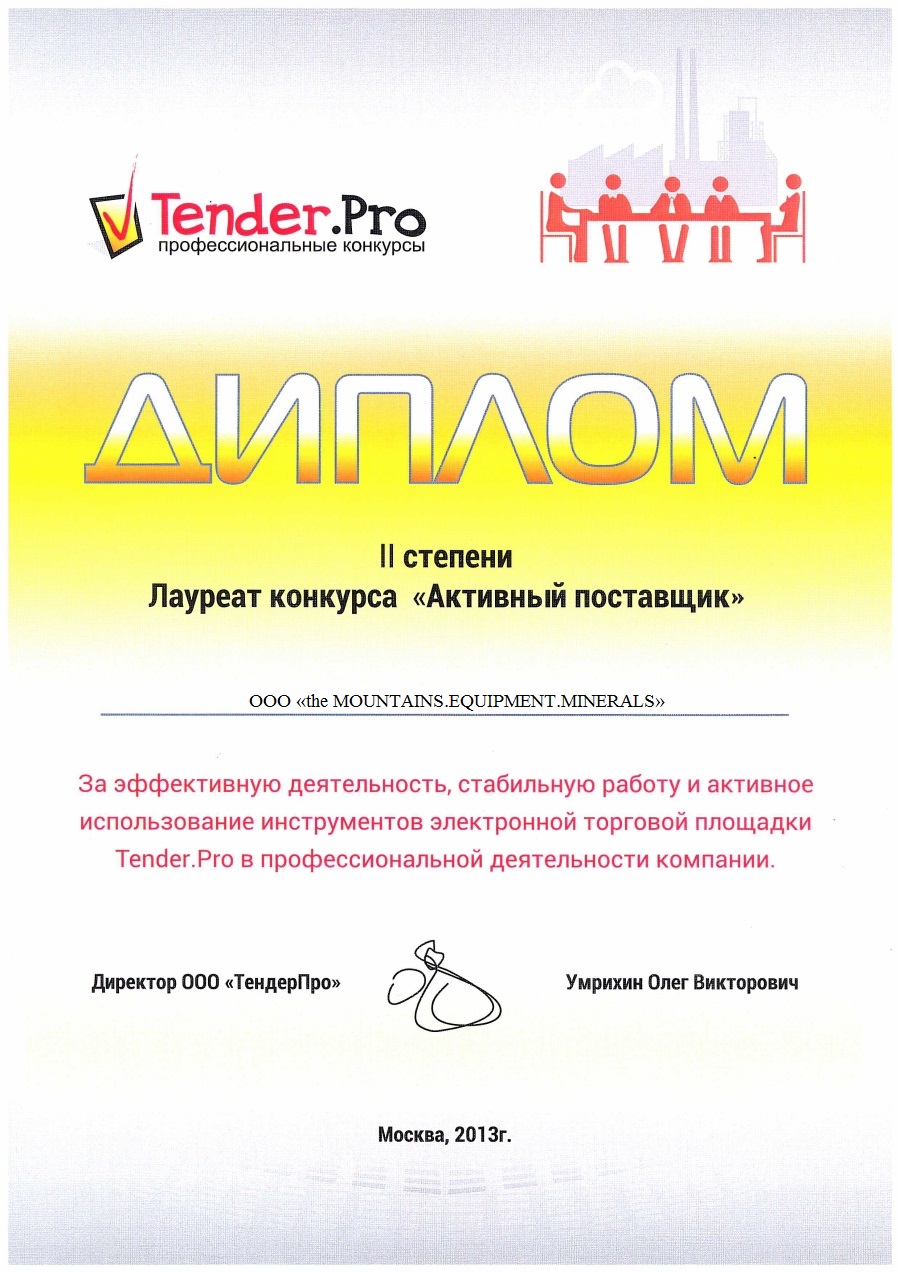 Tender.Pro
профессиональные конкурсы
ДИПЛОМ
II степени
Лауреат конкурса «Активный поставщик»
ООО «the MOUNTAINS.EQUIPMENT.MINERALS»
За эффективную деятельность, стабильную работу и активное
использование инструментов электронной торговой площадки
Tender.Pro в профессиональной деятельности компании.
Директор ООО «ТендерПро» Умрихин Олег Викторович
Москва, 2013г.